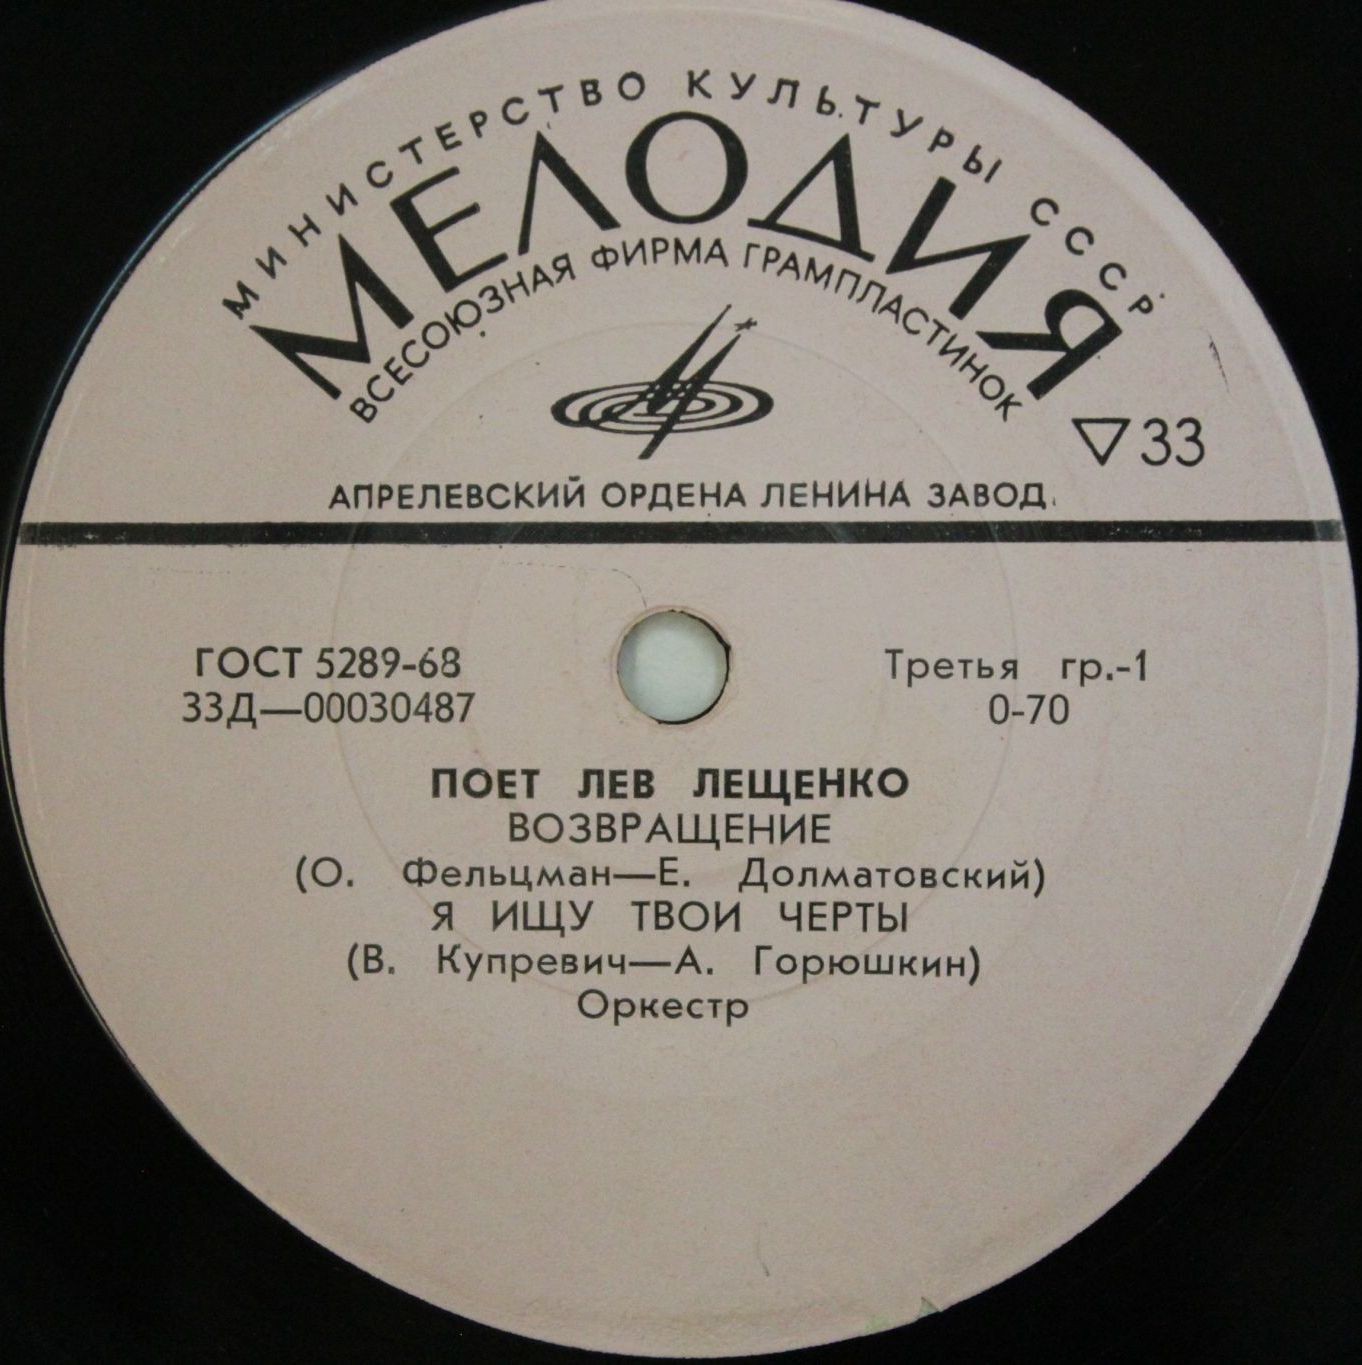 МИНИСТЕРСТВО КУЛЬТУРЫ СССР
МЕЛОДИЯ
ВСЕСОЮЗНАЯ ФИРМА ГРАМПЛАСТИНОК
▽33
АПРЕЛЕВСКИЙ ОРДЕНА ЛЕНИНА ЗАВОД
ГОСТ 5289-68
33Д—00030487
Третья гр.-1
0-70
ПОЕТ ЛЕВ ЛЕЩЕНКО
ВОЗВРАЩЕНИЕ
(О. Фельцман—Е. Долматовский)
Я ИЩУ ТВОИ ЧЕРТЫ
(В. Купревич—А. Горюшкин)
Оркестр